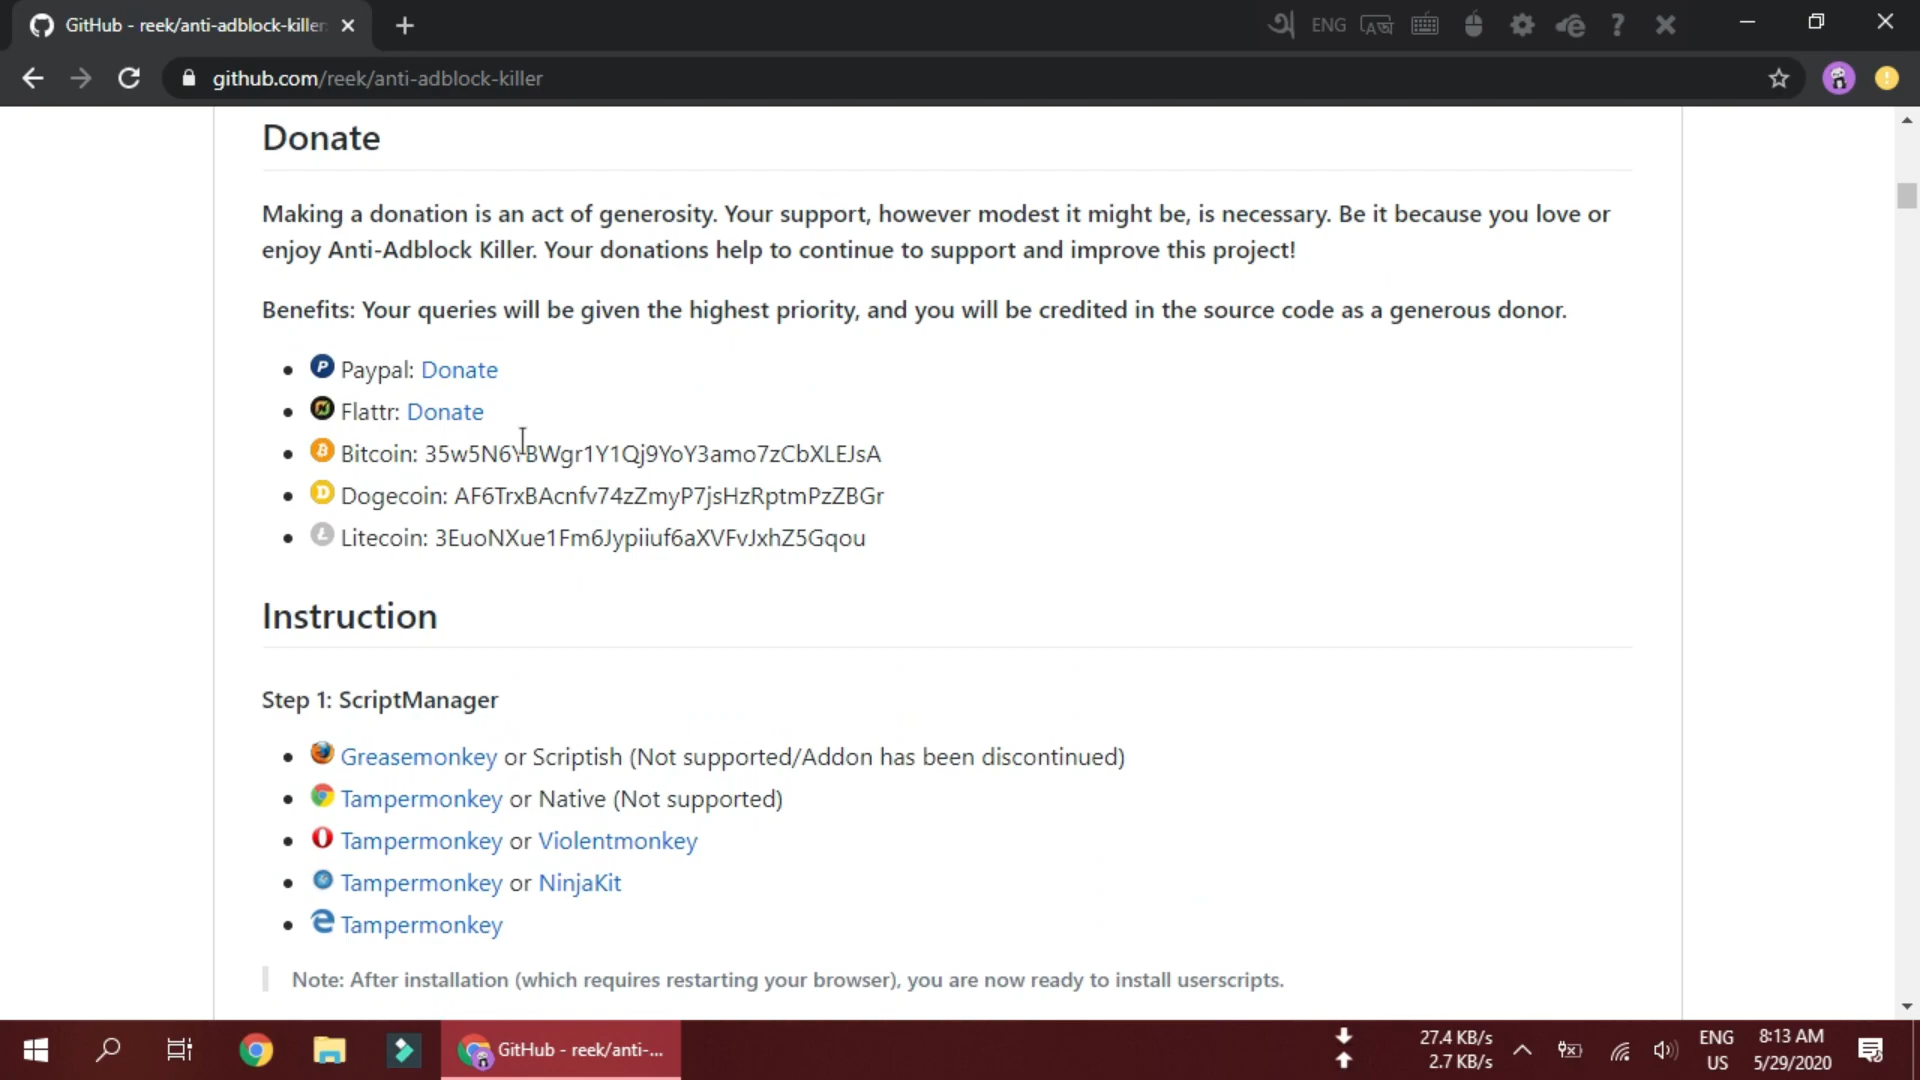 GitHub - reek/anti-adblock-killer
ENG
github.com/reek/anti-adblock-killer
Donate
Making a donation is an act of generosity. Your support, however modest it might be, is necessary. Be it because you love or
enjoy Anti-Adblock Killer. Your donations help to continue to support and improve this project!
Benefits: Your queries will be given the highest priority, and you will be credited in the source code as a generous donor.
Paypal: Donate
Flattr: Donate
Bitcoin: 35w5N6YBWgr1Y1Qj9YoY3amo7zCbXLEJsA
Dogecoin: AF6TrxBAcnfv74zZmyP7jsHzRptmPzZBGr
Litecoin: 3EuoNXue1Fm6Jypiiuf6aXVFvJxhZ5Gqou
Instruction
Step 1: ScriptManager
Greasemonkey or Scriptish (Not supported/Addon has been discontinued)
Tampermonkey or Native (Not supported)
Tampermonkey or Violentmonkey
Tampermonkey or NinjaKit
Tampermonkey
Note: After installation (which requires restarting your browser), you are now ready to install userscripts.
GitHub - reek/anti-...
27.4 KB/s
2.7 KB/s
ENG
US
8:13 AM
5/29/2020